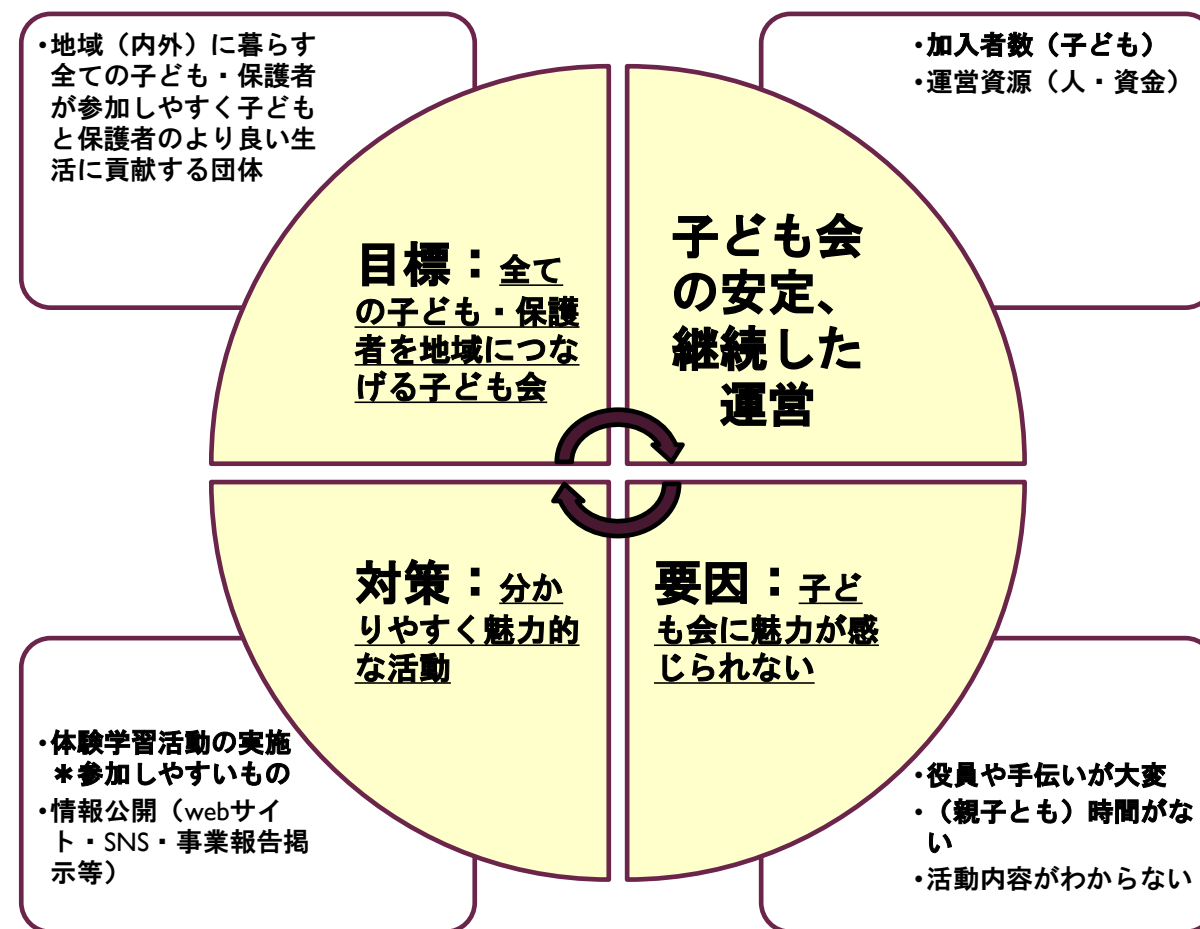 ・地域（内外）に暮らす
全ての子ども・保護者
が参加しやすく子ども
と保護者のより良い生
活に貢献する団体
・加入者数（子ども）
・運営資源（人・資金）
目標：全て
の子ども・保護
者を地域につな
げる子ども会
子ども会
の安定、
継続した
運営
対策：分か
りやすく魅力的
な活動
要因：子ど
も会に魅力が感
じられない
・体験学習活動の実施
＊参加しやすいもの
・情報公開（webサイ
ト・SNS・事業報告掲
示等）
・役員や手伝いが大変
・（親子とも）時間がな
い
・活動内容がわからない